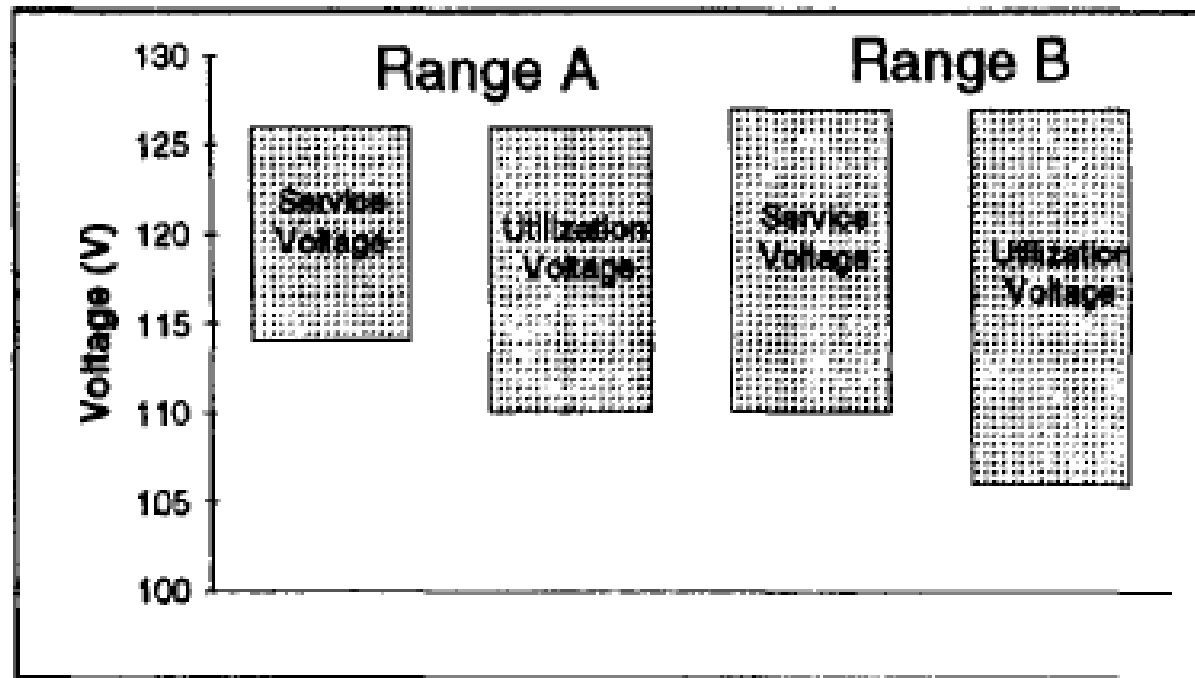 Range A
Range B
Voltage (V)
130
125
120
115
110
105
100
Service
Voltage
Utilization
Voltage
Service
Voltage
Utilization
Voltage